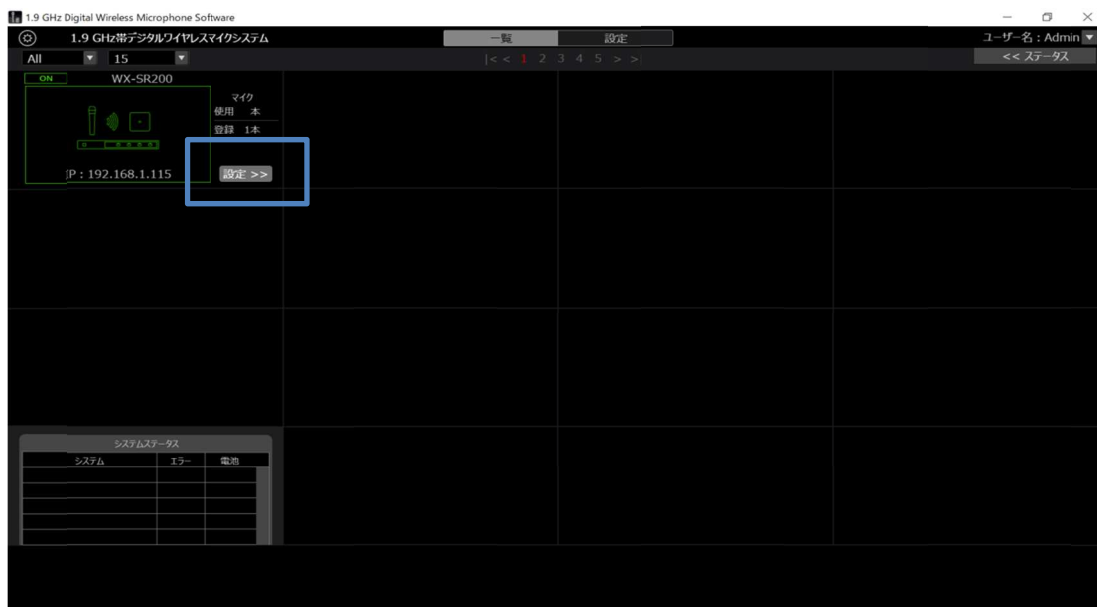 1.9 GHz Digital Wireless Microphone Software
1.9 GHz帯デジタルワイヤレスマイクシステム 一覧 設定 ユーザー名：Admin
All 15 |< < 1 2 3 4 5 > >| << ステータス
ON WX-SR200
マイク
使用 本
登録 1本
P：192.168.1.115 設定 >>
システムステータス
システム エラー 電池